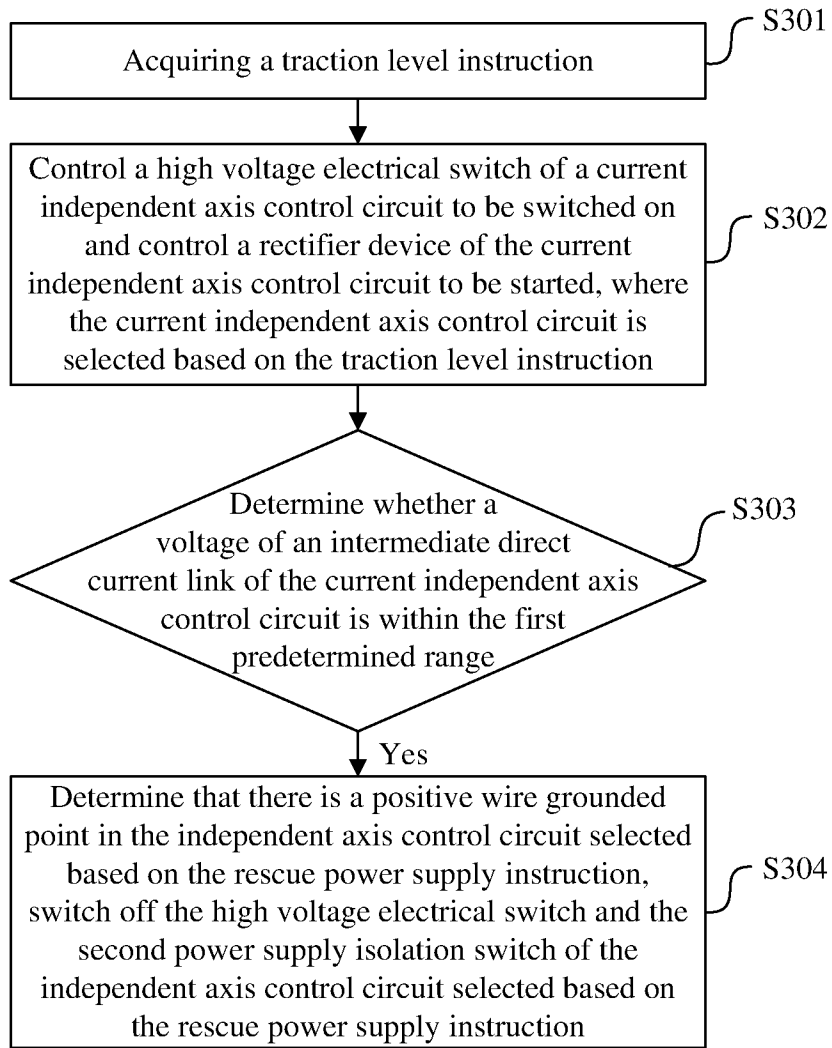 S301
Acquiring a traction level instruction
Control a high voltage electrical switch of a current
independent axis control circuit to be switched on
and control a rectifier device of the current
independent axis control circuit to be started, where
the current independent axis control circuit is
selected based on the traction level instruction
S302
Determine whether a
voltage of an intermediate direct
current link of the current independent axis
control circuit is within the first
predetermined range
S303
Yes
Determine that there is a positive wire grounded
point in the independent axis control circuit selected
based on the rescue power supply instruction,
switch off the high voltage electrical switch and the
second power supply isolation switch of the
independent axis control circuit selected based on
the rescue power supply instruction
S304